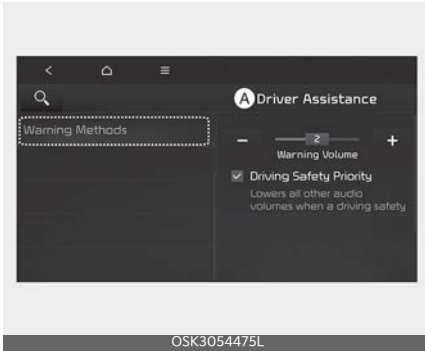 A Driver Assistance
Warning Methods
− 2 +
Warning Volume
Driving Safety Priority
Lowers all other audio
volumes when a driving safety
OSK3054475L